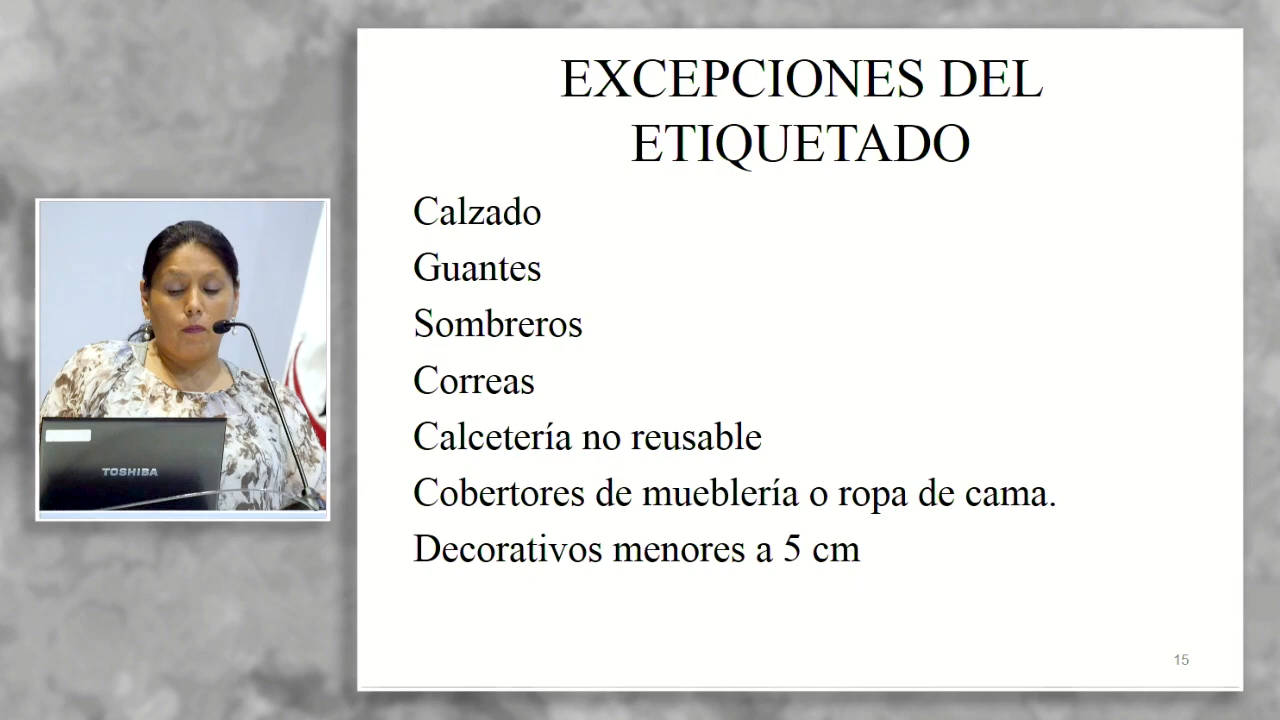 EXCEPCIONES DEL
ETIQUETADO
Calzado
Guantes
Sombreros
Correas
Calcetería no reusable
Cobertores de mueblería o ropa de cama.
Decorativos menores a 5 cm
TOSHIBA
15